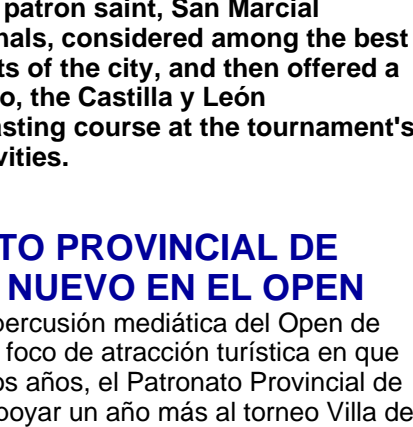 patron saint, San Marcial
nals, considered among the best
ts of the city, and then offered a
o, the Castilla y León
asting course at the tournament's
vities.
TO PROVINCIAL DE
NUEVO EN EL OPEN
percusión mediática del Open de
foco de atracción turística en que
os años, el Patronato Provincial de
poyar un año más al torneo Villa de